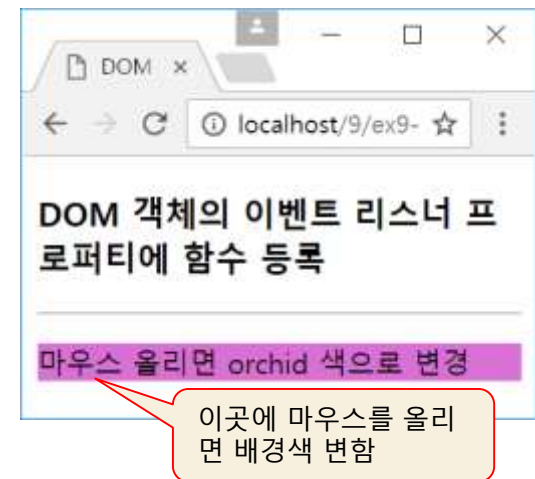 DOM
localhost/9/ex9-
DOM 객체의 이벤트 리스너 프
로퍼티에 함수 등록
마우스 올리면 orchid 색으로 변경
이곳에 마우스를 올리
면 배경색 변함